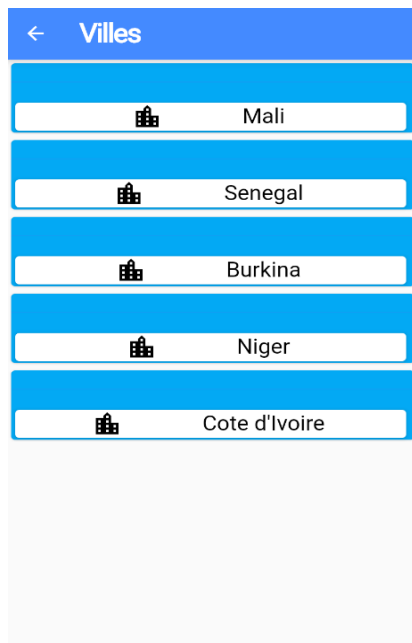 Villes
Mali
Senegal
Burkina
Niger
Cote d'Ivoire